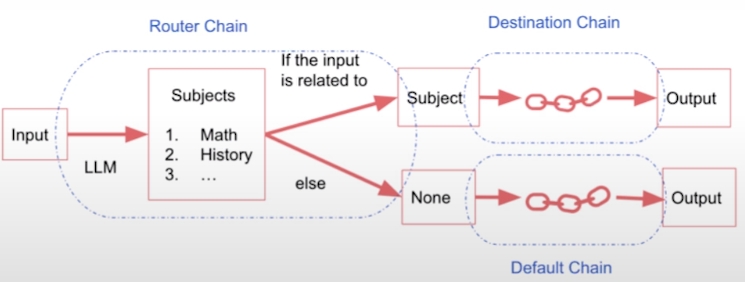 Router Chain
Destination Chain
If the input
is related to
Subjects
1. Math
2. History
3. ...
Input
LLM
else
Subject
Output
None
Output
Default Chain